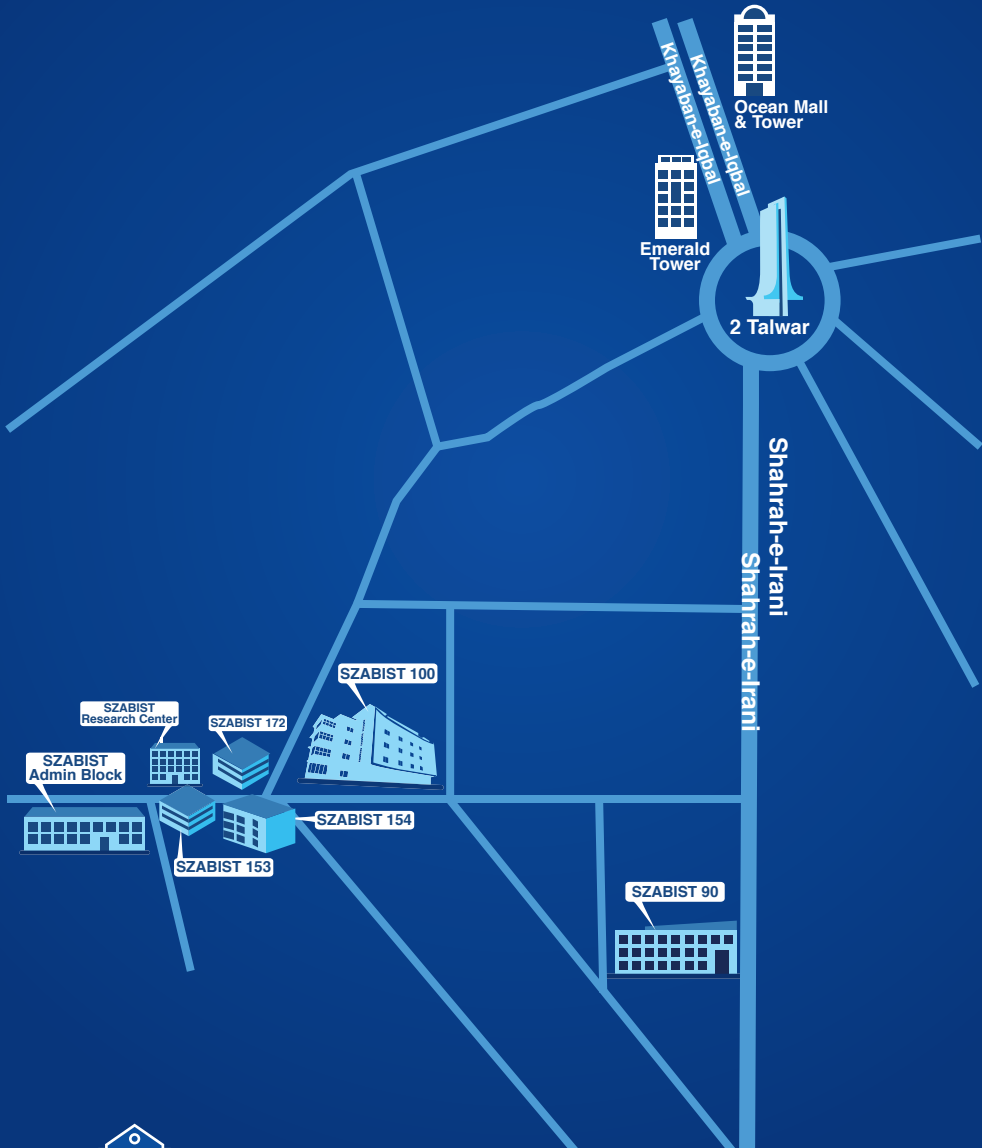 Khayaban-e-Iqbal
Khayaban-e-Iqbal
Ocean Mall
& Tower
Emerald
Tower
2 Talwar
Shahrah-e-Irani
Shahrah-e-Irani
SZABIST 100
SZABIST
Research Center
SZABIST 172
SZABIST
Admin Block
SZABIST 154
SZABIST 153
SZABIST 90